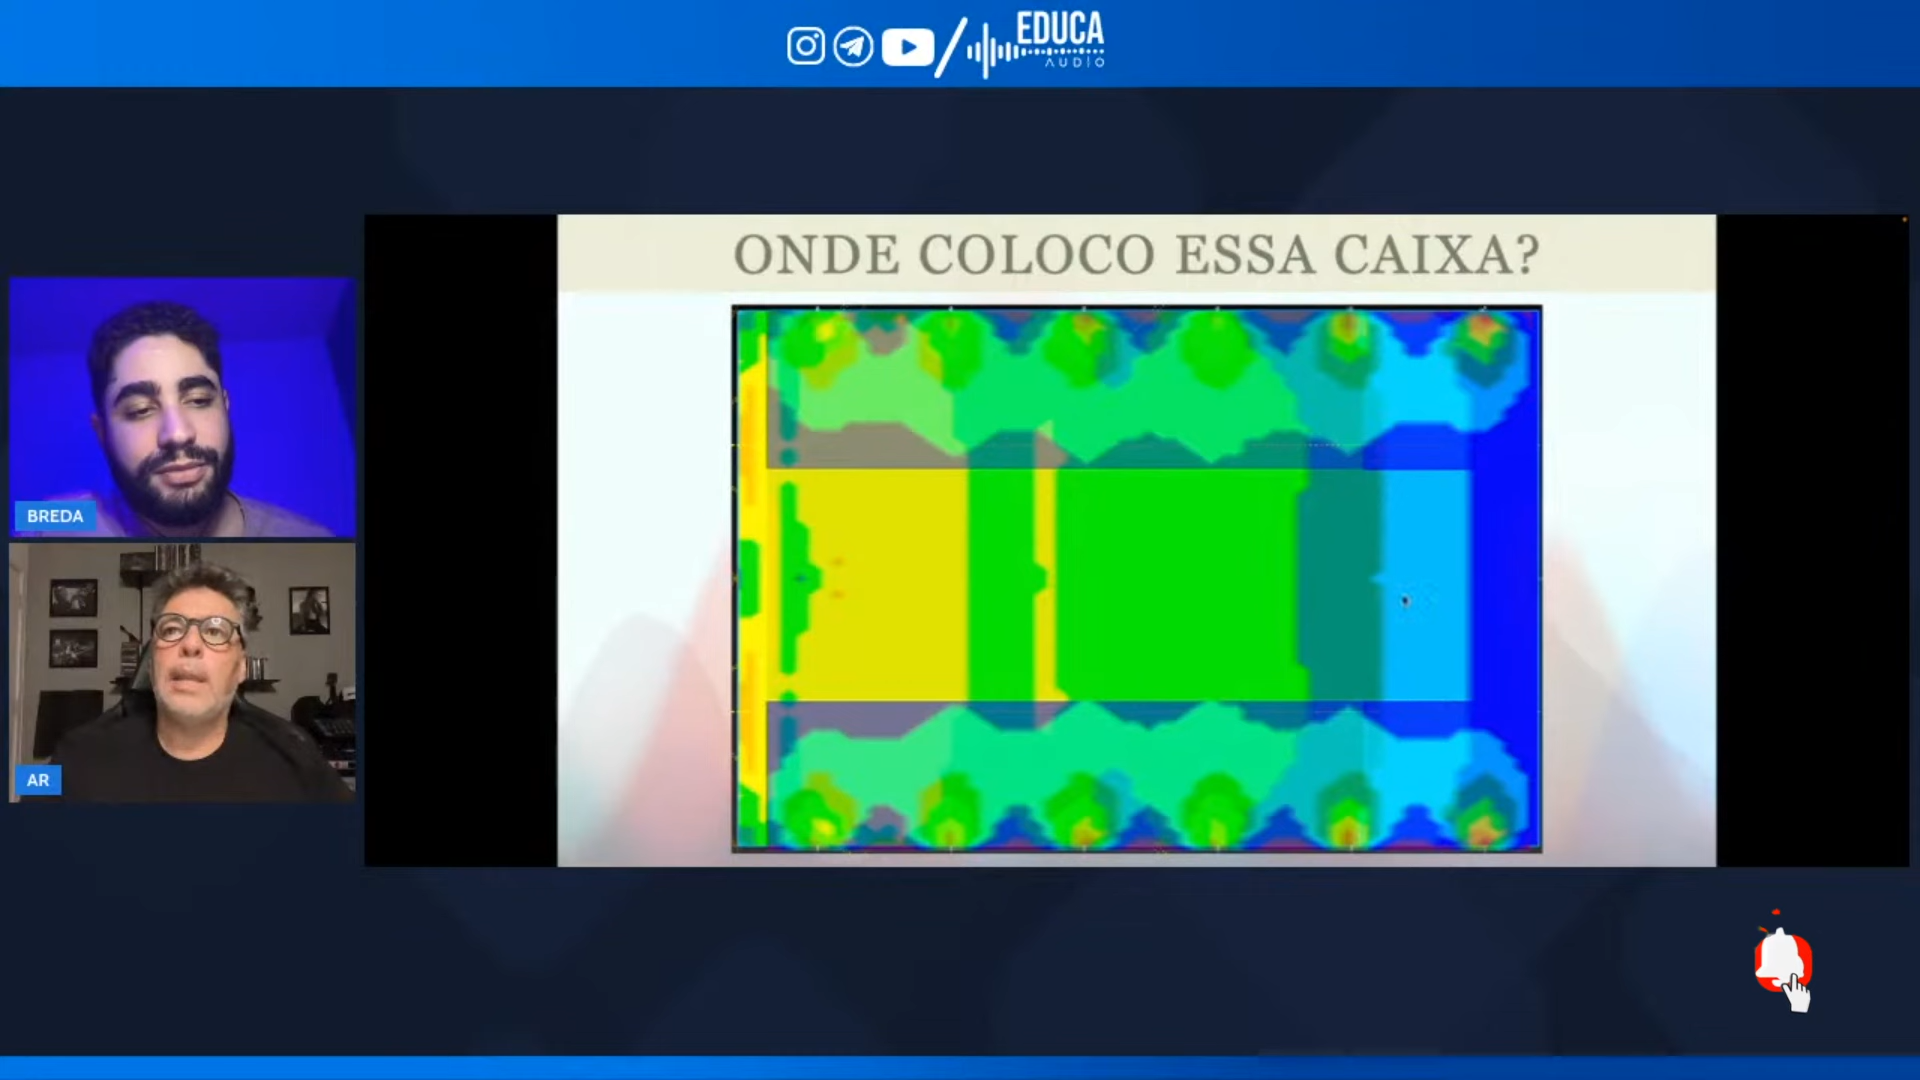 EDUCA
AUDIO
ONDE COLOCO ESSA CAIXA?
BREDA
AR